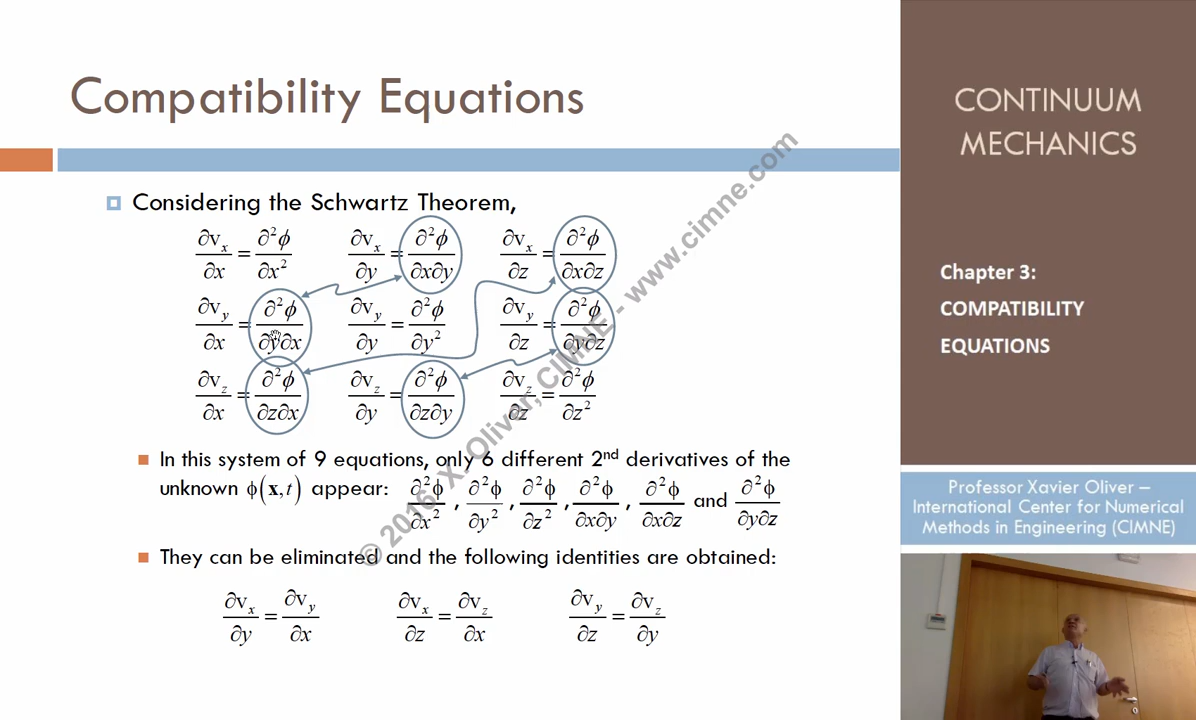 Compatibility Equations
Considering the Schwartz Theorem,
∂v_x/∂x = ∂²ϕ/∂x² ∂v_x/∂y = ∂²ϕ/∂x∂y ∂v_x/∂z = ∂²ϕ/∂x∂z
∂v_y/∂x = ∂²ϕ/∂y∂x ∂v_y/∂y = ∂²ϕ/∂y² ∂v_y/∂z = ∂²ϕ/∂y∂z
∂v_z/∂x = ∂²ϕ/∂z∂x ∂v_z/∂y = ∂²ϕ/∂z∂y ∂v_z/∂z = ∂²ϕ/∂z²
In this system of 9 equations, only 6 different 2nd derivatives of the
unknown ϕ(x,t) appear: ∂²ϕ/∂x² , ∂²ϕ/∂y² , ∂²ϕ/∂z² , ∂²ϕ/∂x∂y , ∂²ϕ/∂x∂z and ∂²ϕ/∂y∂z
They can be eliminated and the following identities are obtained:
∂v_x/∂y = ∂v_y/∂x ∂v_x/∂z = ∂v_z/∂x ∂v_y/∂z = ∂v_z/∂y
© 2016 X. Oliver, CIMNE - www.cimne.com
CONTINUUM
MECHANICS
Chapter 3:
COMPATIBILITY
EQUATIONS
Professor Xavier Oliver –
International Center for Numerical
Methods in Engineering (CIMNE)